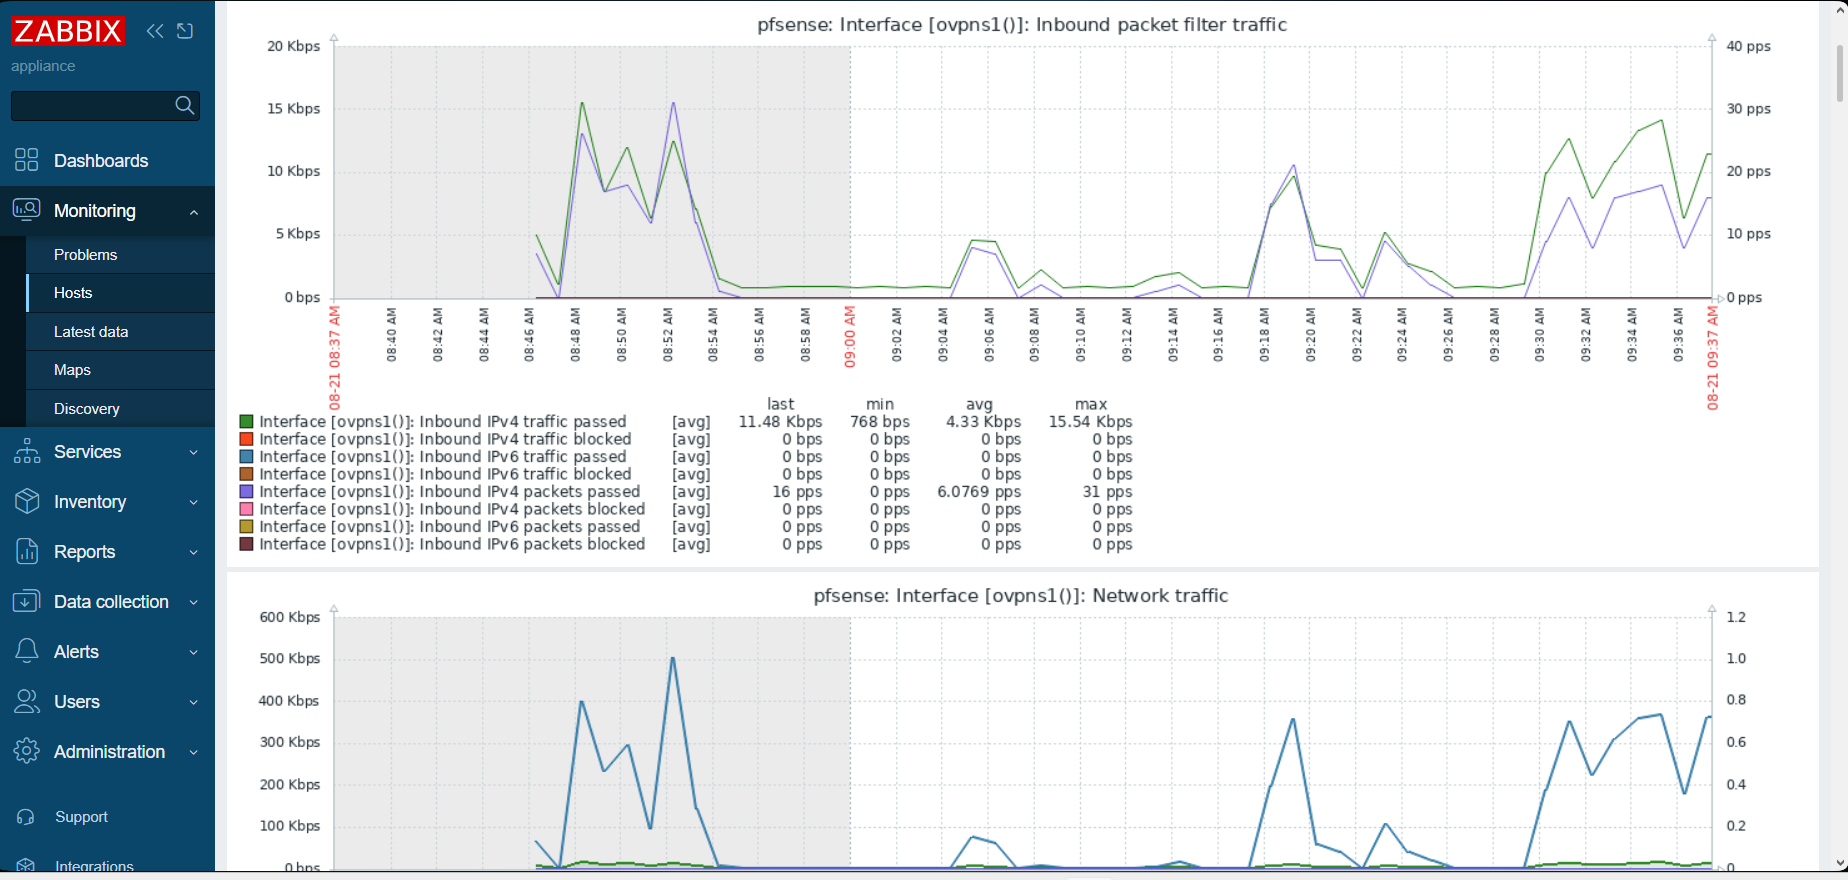 ZABBIX
appliance
Dashboards
Monitoring
Problems
Hosts
Latest data
Maps
Discovery
Services
Inventory
Reports
Data collection
Alerts
Users
Administration
Support
Integrations
pfsense: Interface [ovpns1()]: Inbound packet filter traffic
20 Kbps
15 Kbps
10 Kbps
5 Kbps
0 bps
40 pps
30 pps
20 pps
10 pps
0 pps
08-21 08:37 AM
08:40 AM
08:42 AM
08:44 AM
08:46 AM
08:48 AM
08:50 AM
08:52 AM
08:54 AM
08:56 AM
08:58 AM
09:00 AM
09:02 AM
09:04 AM
09:06 AM
09:08 AM
09:10 AM
09:12 AM
09:14 AM
09:16 AM
09:18 AM
09:20 AM
09:22 AM
09:24 AM
09:26 AM
09:28 AM
09:30 AM
09:32 AM
09:34 AM
09:36 AM
08-21 09:37 AM
last min avg max
Interface [ovpns1()]: Inbound IPv4 traffic passed [avg] 11.48 Kbps 768 bps 4.33 Kbps 15.54 Kbps
Interface [ovpns1()]: Inbound IPv4 traffic blocked [avg] 0 bps 0 bps 0 bps 0 bps
Interface [ovpns1()]: Inbound IPv6 traffic passed [avg] 0 bps 0 bps 0 bps 0 bps
Interface [ovpns1()]: Inbound IPv6 traffic blocked [avg] 0 bps 0 bps 0 bps 0 bps
Interface [ovpns1()]: Inbound IPv4 packets passed [avg] 16 pps 0 pps 6.0769 pps 31 pps
Interface [ovpns1()]: Inbound IPv4 packets blocked [avg] 0 pps 0 pps 0 pps 0 pps
Interface [ovpns1()]: Inbound IPv6 packets passed [avg] 0 pps 0 pps 0 pps 0 pps
Interface [ovpns1()]: Inbound IPv6 packets blocked [avg] 0 pps 0 pps 0 pps 0 pps
pfsense: Interface [ovpns1()]: Network traffic
600 Kbps
500 Kbps
400 Kbps
300 Kbps
200 Kbps
100 Kbps
0 bps
1.2
1.0
0.8
0.6
0.4
0.2
0